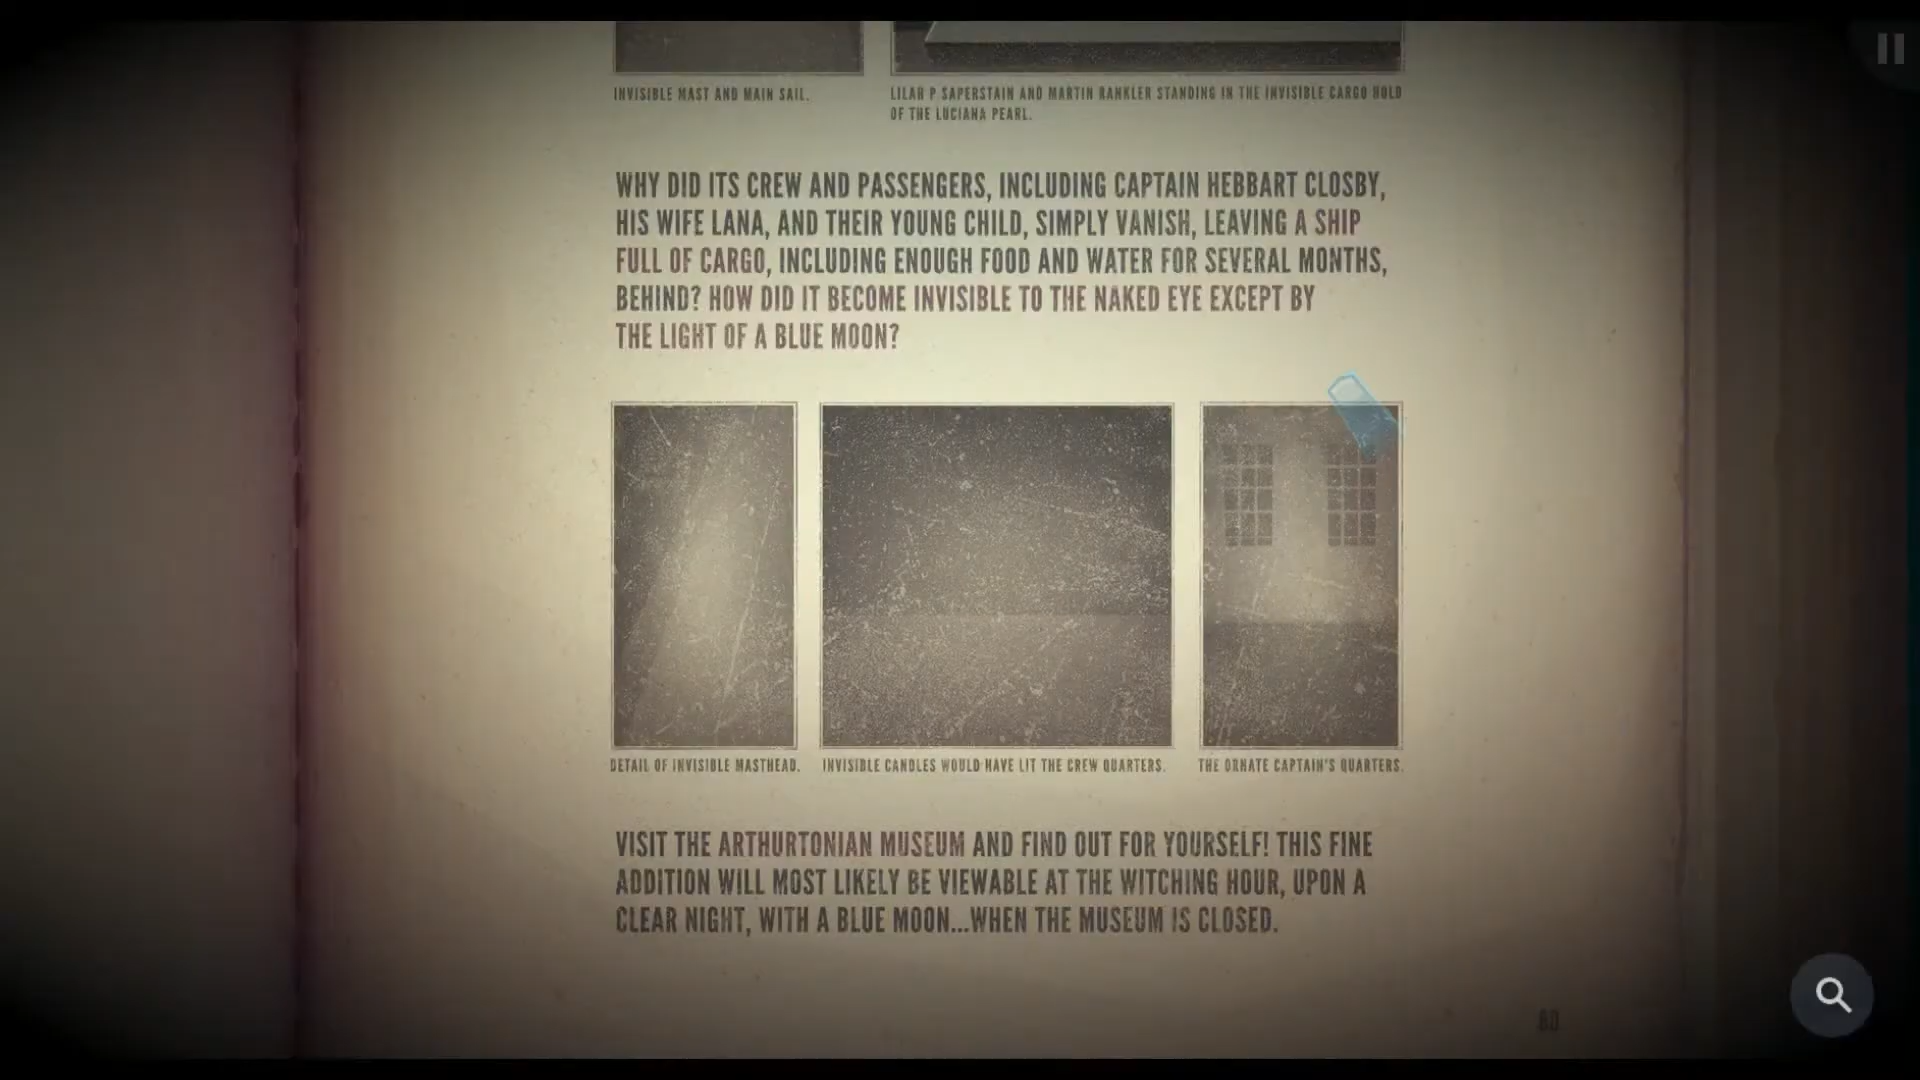 INVISIBLE MAST AND MAIN SAIL.
LILAH P SAPERSTAIN AND MARTIN RANKLER STANDING IN THE INVISIBLE CARGO HOLD
OF THE LUCIANA PEARL.
WHY DID ITS CREW AND PASSENGERS, INCLUDING CAPTAIN HEBBART CLOSBY,
HIS WIFE LANA, AND THEIR YOUNG CHILD, SIMPLY VANISH, LEAVING A SHIP
FULL OF CARGO, INCLUDING ENOUGH FOOD AND WATER FOR SEVERAL MONTHS,
BEHIND? HOW DID IT BECOME INVISIBLE TO THE NAKED EYE EXCEPT BY
THE LIGHT OF A BLUE MOON?
DETAIL OF INVISIBLE MASTHEAD.
INVISIBLE CANDLES WOULD HAVE LIT THE CREW QUARTERS.
THE ORNATE CAPTAIN'S QUARTERS.
VISIT THE ARTHURTONIAN MUSEUM AND FIND OUT FOR YOURSELF! THIS FINE
ADDITION WILL MOST LIKELY BE VIEWABLE AT THE WITCHING HOUR, UPON A
CLEAR NIGHT, WITH A BLUE MOON...WHEN THE MUSEUM IS CLOSED.